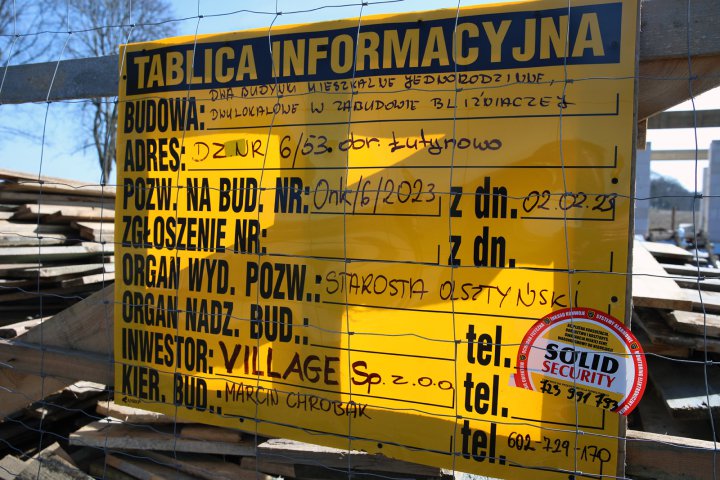 TABLICA INFORMACYJNA
DWA BUDYNKI MIESZKALNE JEDNORODZINNE,
BUDOWA: DWULOKALOWE W ZABUDOWIE BLIŹNIACZEJ
ADRES: DZ.NR 6/53. obr. Łutynowo
POZW. NA BUD. NR: Onk/6/2023 z dn. 02.02.23
ZGŁOSZENIE NR: z dn.
ORGAN WYD. POZW.: STAROSTA OLSZTYŃSKI
ORGAN NADZ. BUD.:
INWESTOR: VILLAGE Sp. z.o.o tel.
KIER. BUD.: MARCIN CHROBAK tel.
tel. 602-729-170
SOLID
SECURITY